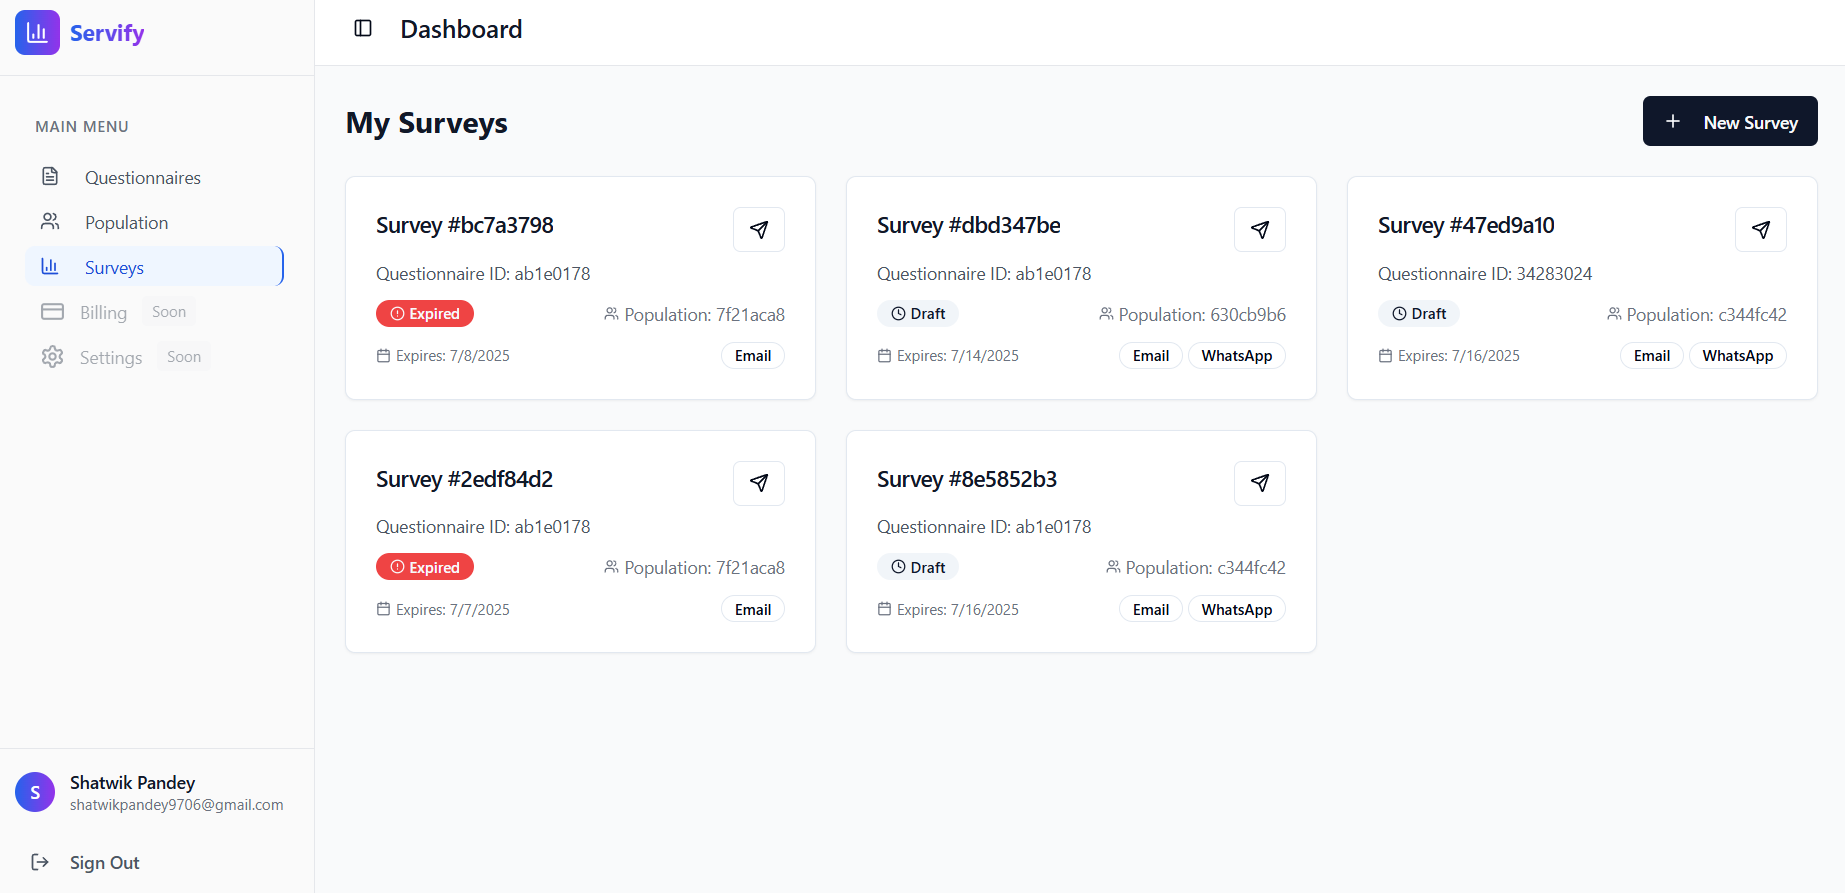 Servify
MAIN MENU
Questionnaires
Population
Surveys
Billing Soon
Settings Soon
Shatwik Pandey
S
shatwikpandey9706@gmail.com
Sign Out
Dashboard
My Surveys
New Survey
Survey #bc7a3798
Questionnaire ID: ab1e0178
Expired Population: 7f21aca8
Expires: 7/8/2025 Email
Survey #dbd347be
Questionnaire ID: ab1e0178
Draft Population: 630cb9b6
Expires: 7/14/2025 Email WhatsApp
Survey #47ed9a10
Questionnaire ID: 34283024
Draft Population: c344fc42
Expires: 7/16/2025 Email WhatsApp
Survey #2edf84d2
Questionnaire ID: ab1e0178
Expired Population: 7f21aca8
Expires: 7/7/2025 Email
Survey #8e5852b3
Questionnaire ID: ab1e0178
Draft Population: c344fc42
Expires: 7/16/2025 Email WhatsApp